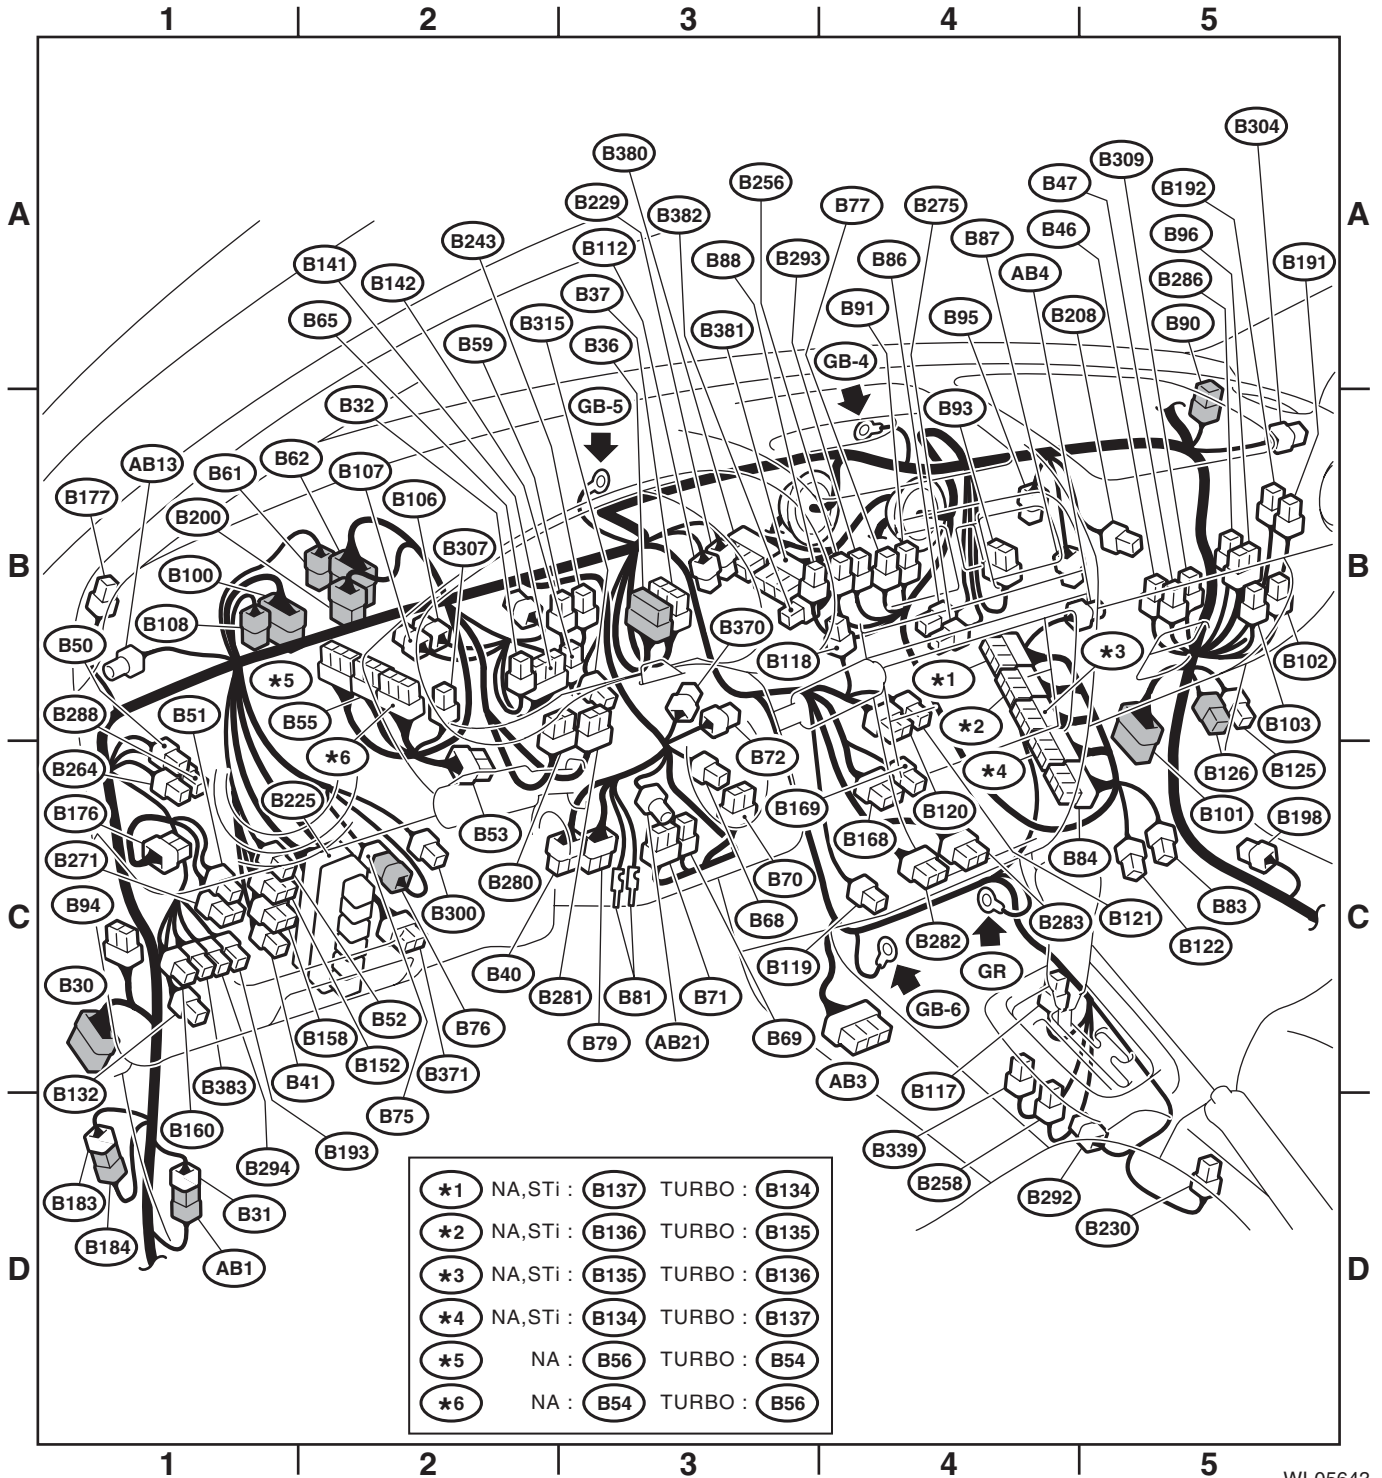 1 2 3 4 5
B304
B380 B309
B256 B47 B192
B229 B382 B77 B275
A A
B243 B112 B87 B46 B96
B141 B142 B88 B293 B86 AB4 B286 B191
B37
B65 B59 B315 B36 B381 B91 B95 B208 B90
GB-4
B32 GB-5 B93
AB13 B61 B62 B107
B177 B200 B106
B307
B B
B100
B108 B370
B50 B118 *3 B102
*5 *1
B288 B51 B55 *2 B103
*6 B72
B264 *4 B126 B125
B176 B225 B169 B120 B101 B198
B53 B168
B271 B280 B70 B84
B94 B300 B68 B283 B121 B83
C C
B282 B122
B30 B40 B119 GR
B281 B81 B71 GB-6
B158 B52 B76
B79 AB21 B69
B132 B383 B41 B152 B371 AB3 B117
B160 B75
B294 B193 B339
B183 B31 B258 B292
B184 AB1 B230
D D
*1 NA,STi : B137 TURBO : B134
*2 NA,STi : B136 TURBO : B135
*3 NA,STi : B135 TURBO : B136
*4 NA,STi : B134 TURBO : B137
*5 NA : B56 TURBO : B54
*6 NA : B54 TURBO : B56
1 2 3 4 5